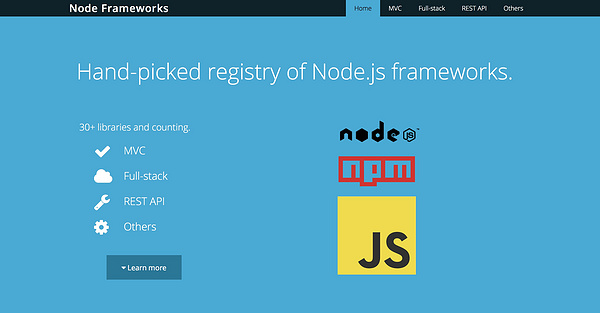 Node Frameworks
Home MVC Full-stack REST API Others
Hand-picked registry of Node.js frameworks.
30+ libraries and counting.
MVC
Full-stack
REST API
Others
Learn more
node JS ™
npm
JS